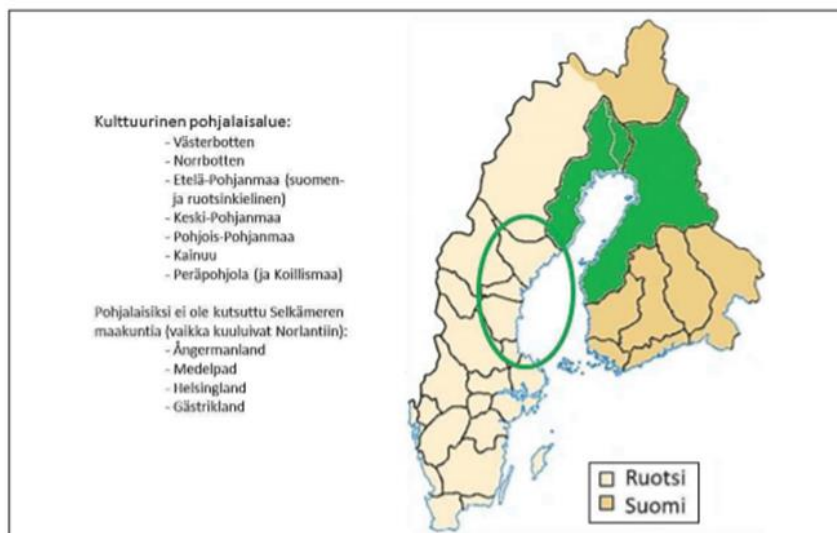 Kulttuurinen pohjalaisalue:
- Västerbotten
- Norrbotten
- Etelä-Pohjanmaa (suomen-
ja ruotsinkielinen)
- Keski-Pohjanmaa
- Pohjois-Pohjanmaa
- Kainuu
- Peräpohjola (ja Koillismaa)
Pohjalaisiksi ei ole kutsuttu Selkämeren
maakuntia (vaikka kuuluivat Norlantiin):
- Ångermanland
- Medelpad
- Helsingland
- Gästrikland
Ruotsi
Suomi